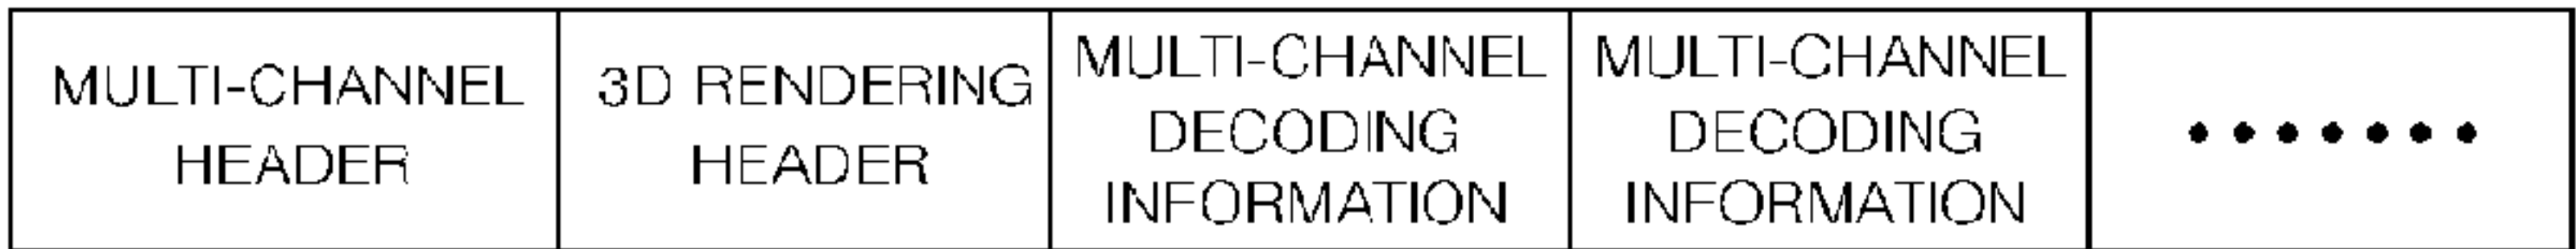 MULTI-CHANNEL
HEADER
3D RENDERING
HEADER
MULTI-CHANNEL
DECODING
INFORMATION
MULTI-CHANNEL
DECODING
INFORMATION
•••••••